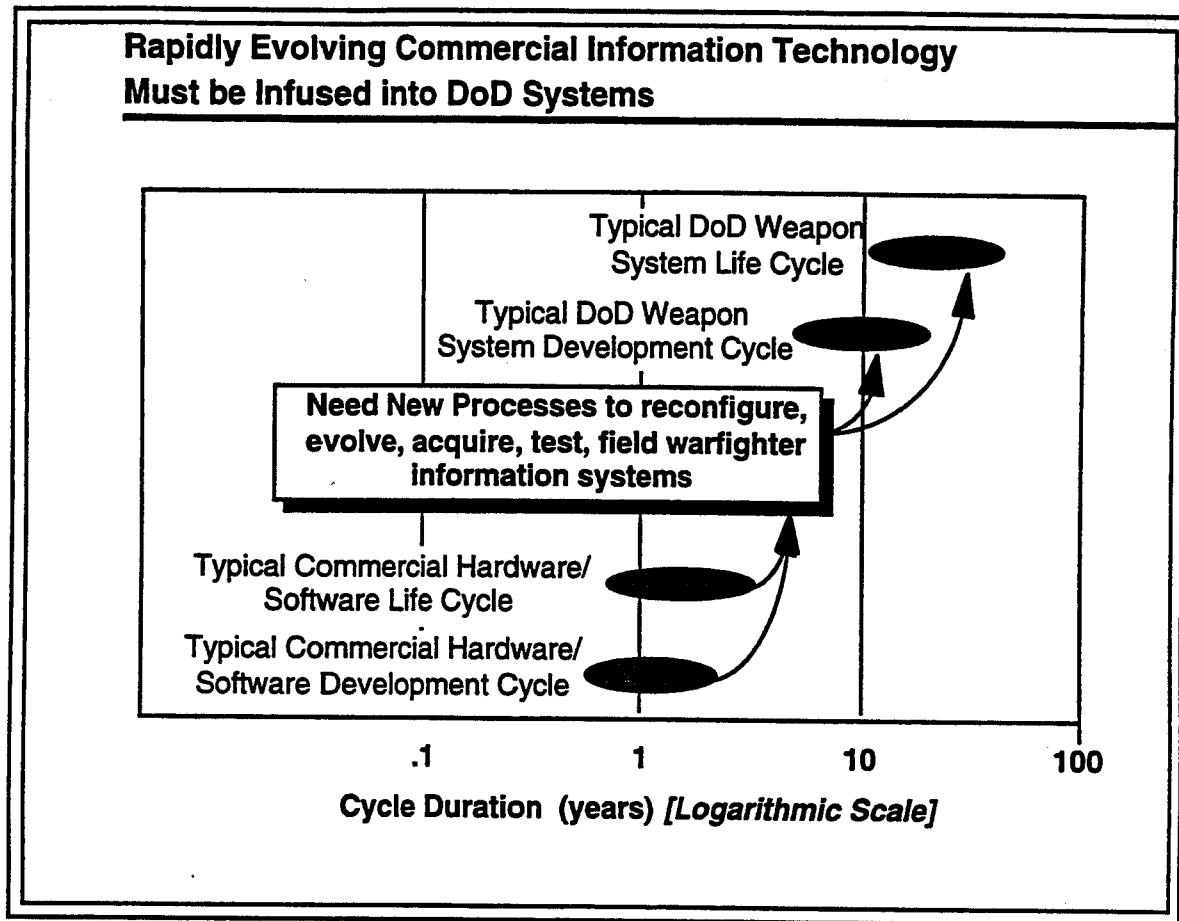 Rapidly Evolving Commercial Information Technology
Must be Infused into DoD Systems
Typical DoD Weapon
System Life Cycle
Typical DoD Weapon
System Development Cycle
Need New Processes to reconfigure,
evolve, acquire, test, field warfighter
information systems
Typical Commercial Hardware/
Software Life Cycle
Typical Commercial Hardware/
Software Development Cycle
.1 1 10 100
Cycle Duration (years) [Logarithmic Scale]